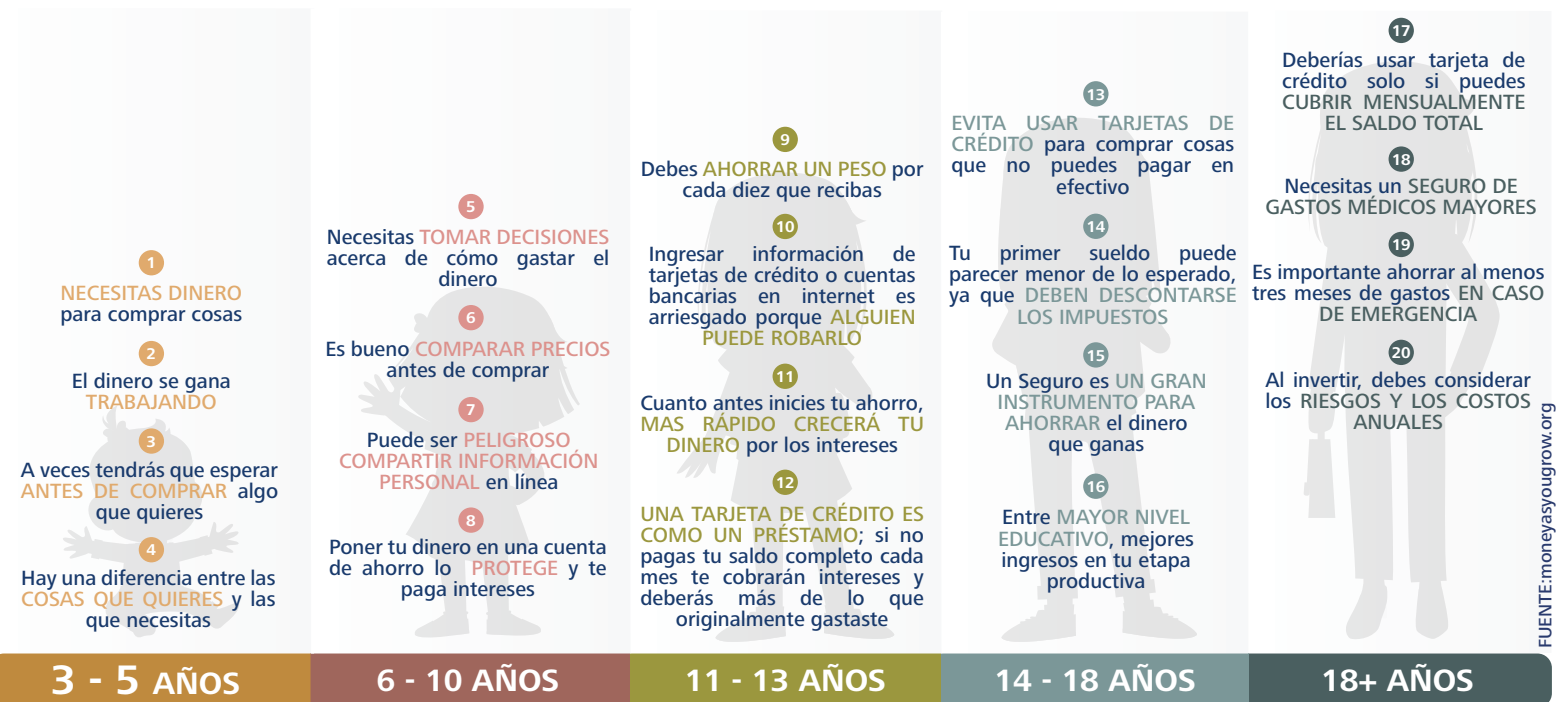 1
NECESITAS DINERO
para comprar cosas
2
El dinero se gana
TRABAJANDO
3
A veces tendrás que esperar
ANTES DE COMPRAR algo
que quieres
4
Hay una diferencia entre las
COSAS QUE QUIERES y las
que necesitas
3 - 5 AÑOS
5
Necesitas TOMAR DECISIONES
acerca de cómo gastar el
dinero
6
Es bueno COMPARAR PRECIOS
antes de comprar
7
Puede ser PELIGROSO
COMPARTIR INFORMACIÓN
PERSONAL en línea
8
Poner tu dinero en una cuenta
de ahorro lo PROTEGE y te
paga intereses
6 - 10 AÑOS
9
Debes AHORRAR UN PESO por
cada diez que recibas
10
Ingresar información de
tarjetas de crédito o cuentas
bancarias en internet es
arriesgado porque ALGUIEN
PUEDE ROBARLO
11
Cuanto antes inicies tu ahorro,
MAS RÁPIDO CRECERÁ TU
DINERO por los intereses
12
UNA TARJETA DE CRÉDITO ES
COMO UN PRÉSTAMO; si no
pagas tu saldo completo cada
mes te cobrarán intereses y
deberás más de lo que
originalmente gastaste
11 - 13 AÑOS
13
EVITA USAR TARJETAS DE
CRÉDITO para comprar cosas
que no puedes pagar en
efectivo
14
Tu primer sueldo puede
parecer menor de lo esperado,
ya que DEBEN DESCONTARSE
LOS IMPUESTOS
15
Un Seguro es UN GRAN
INSTRUMENTO PARA
AHORRAR el dinero
que ganas
16
Entre MAYOR NIVEL
EDUCATIVO, mejores
ingresos en tu etapa
productiva
14 - 18 AÑOS
17
Deberías usar tarjeta de
crédito solo si puedes
CUBRIR MENSUALMENTE
EL SALDO TOTAL
18
Necesitas un SEGURO DE
GASTOS MÉDICOS MAYORES
19
Es importante ahorrar al menos
tres meses de gastos EN CASO
DE EMERGENCIA
20
Al invertir, debes considerar
los RIESGOS Y LOS COSTOS
ANUALES
18+ AÑOS
FUENTE:moneyasyougrow.org